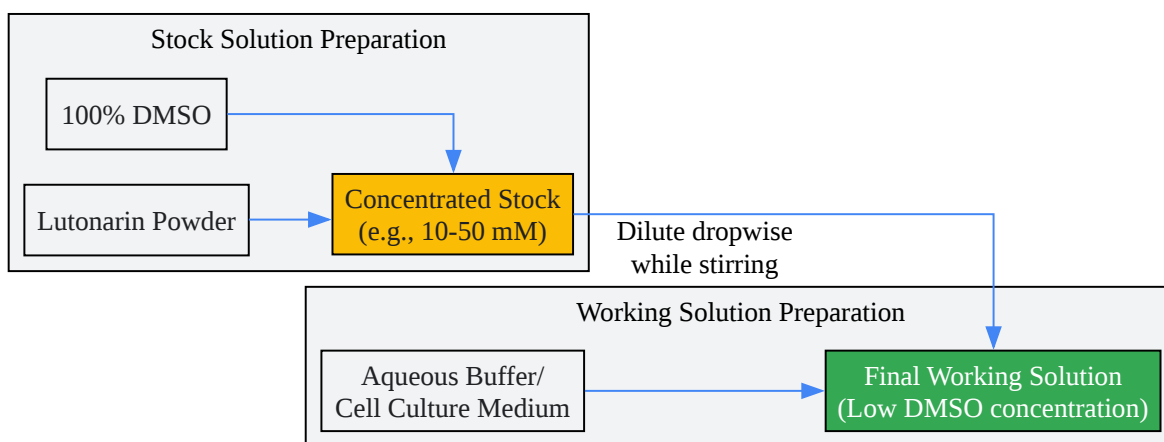 Stock Solution Preparation
100% DMSO
Lutonarin Powder
Concentrated Stock
(e.g., 10-50 mM)
Dilute dropwise
while stirring
Working Solution Preparation
Aqueous Buffer/
Cell Culture Medium
Final Working Solution
(Low DMSO concentration)